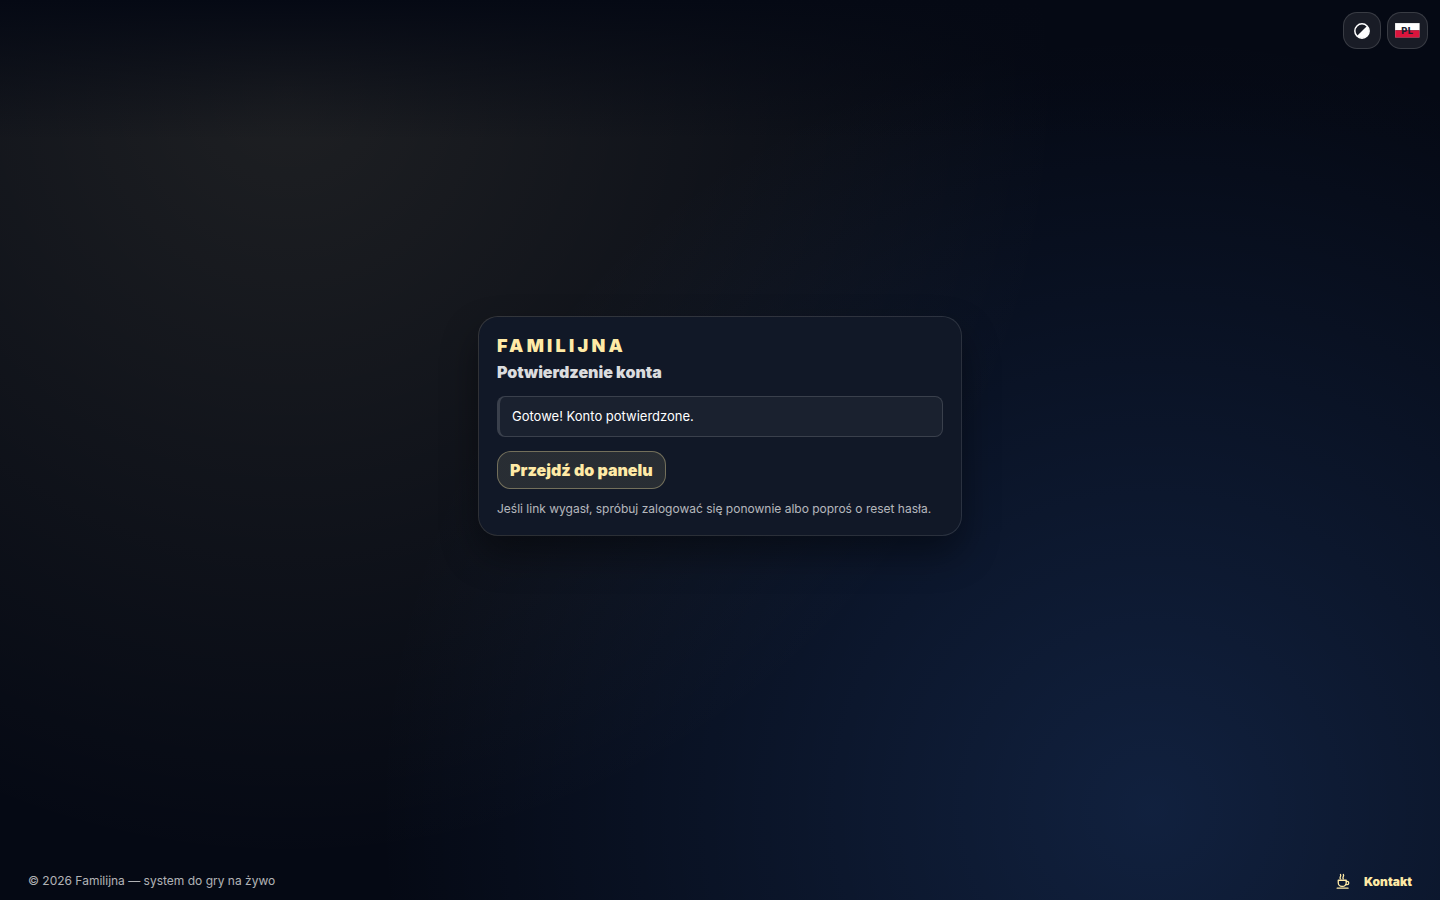 PL
FAMILIJNA
Potwierdzenie konta
Gotowe! Konto potwierdzone.
Przejdź do panelu
Jeśli link wygasł, spróbuj zalogować się ponownie albo poproś o reset hasła.
© 2026 Familijna — system do gry na żywo
Kontakt